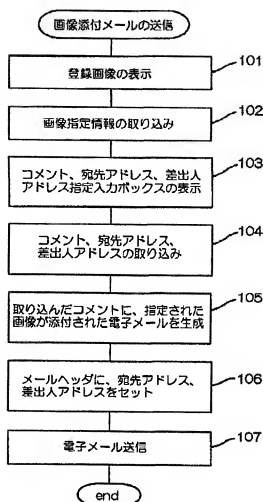 画像添付メールの送信
101
登録画像の表示
102
画像指定情報の取り込み
103
コメント、宛先アドレス、差出人
アドレス指定入力ボックスの表示
104
コメント、宛先アドレス、
差出人アドレスの取り込み
105
取り込んだコメントに、指定された
画像が添付された電子メールを生成
106
メールヘッダに、宛先アドレス、
差出人アドレスをセット
107
電子メール送信
end